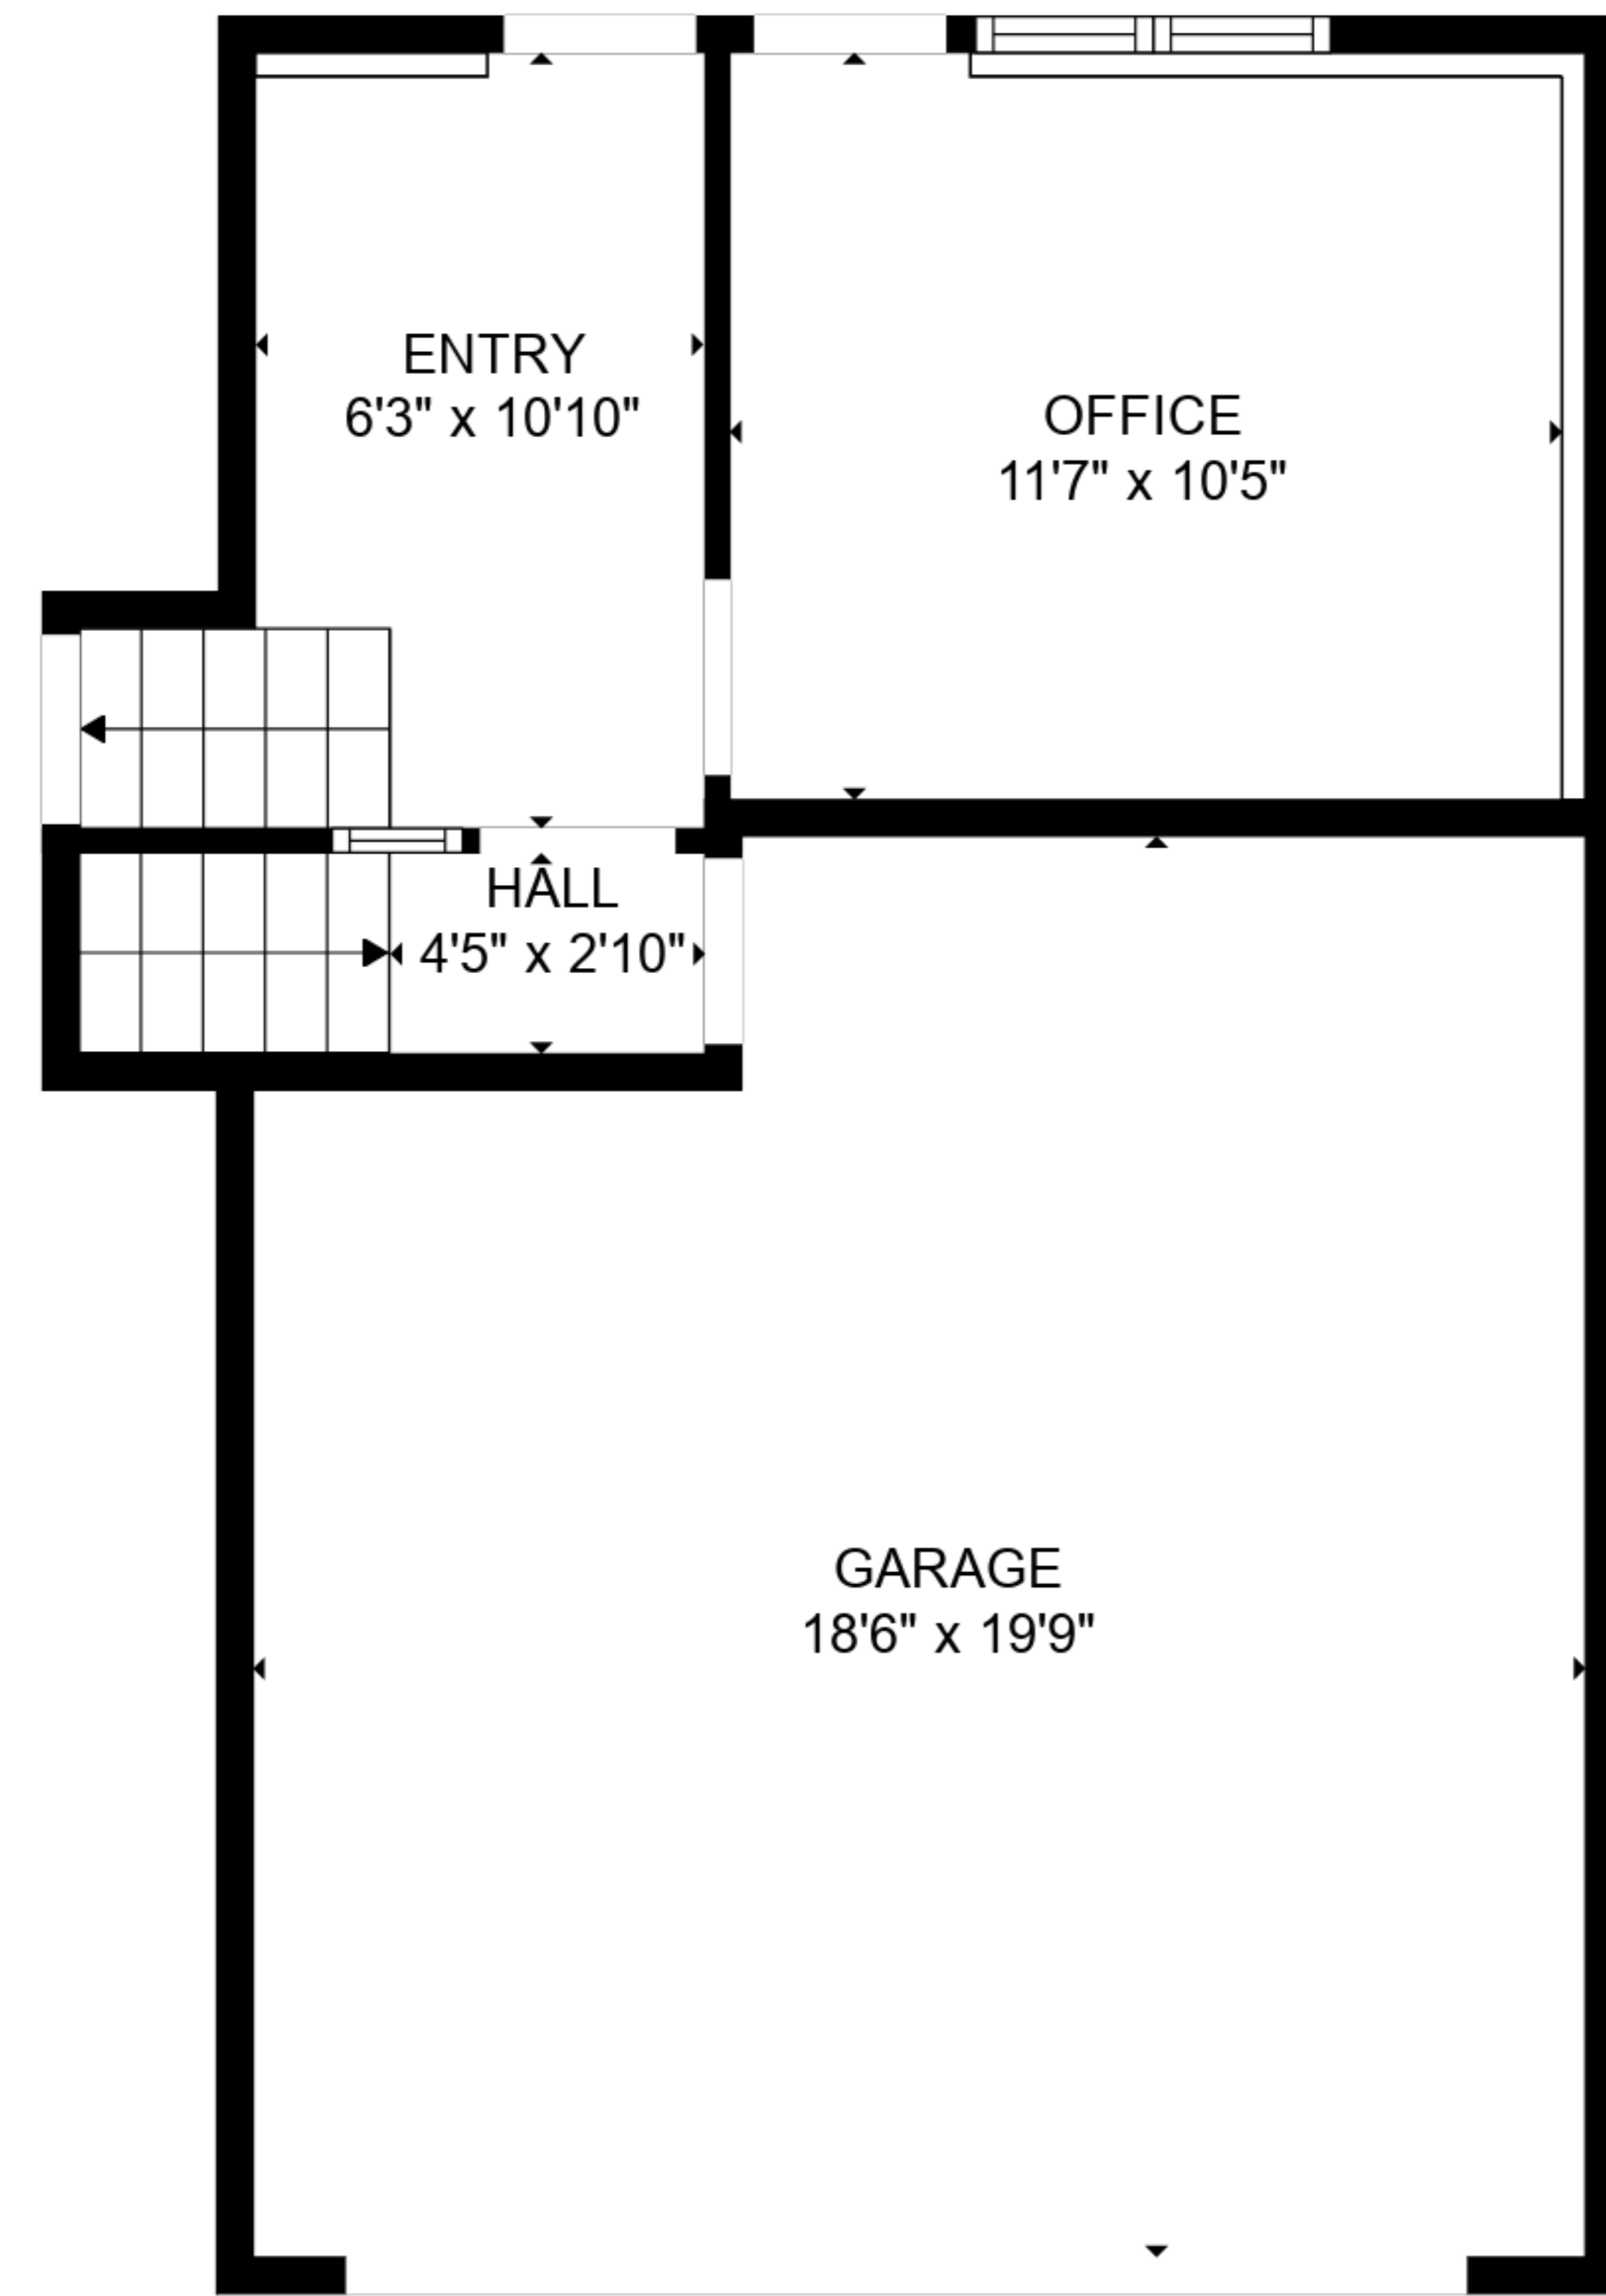 ENTRY
6'3" x 10'10"
OFFICE
11'7" x 10'5"
HALL
4'5" x 2'10"
GARAGE
18'6" x 19'9"